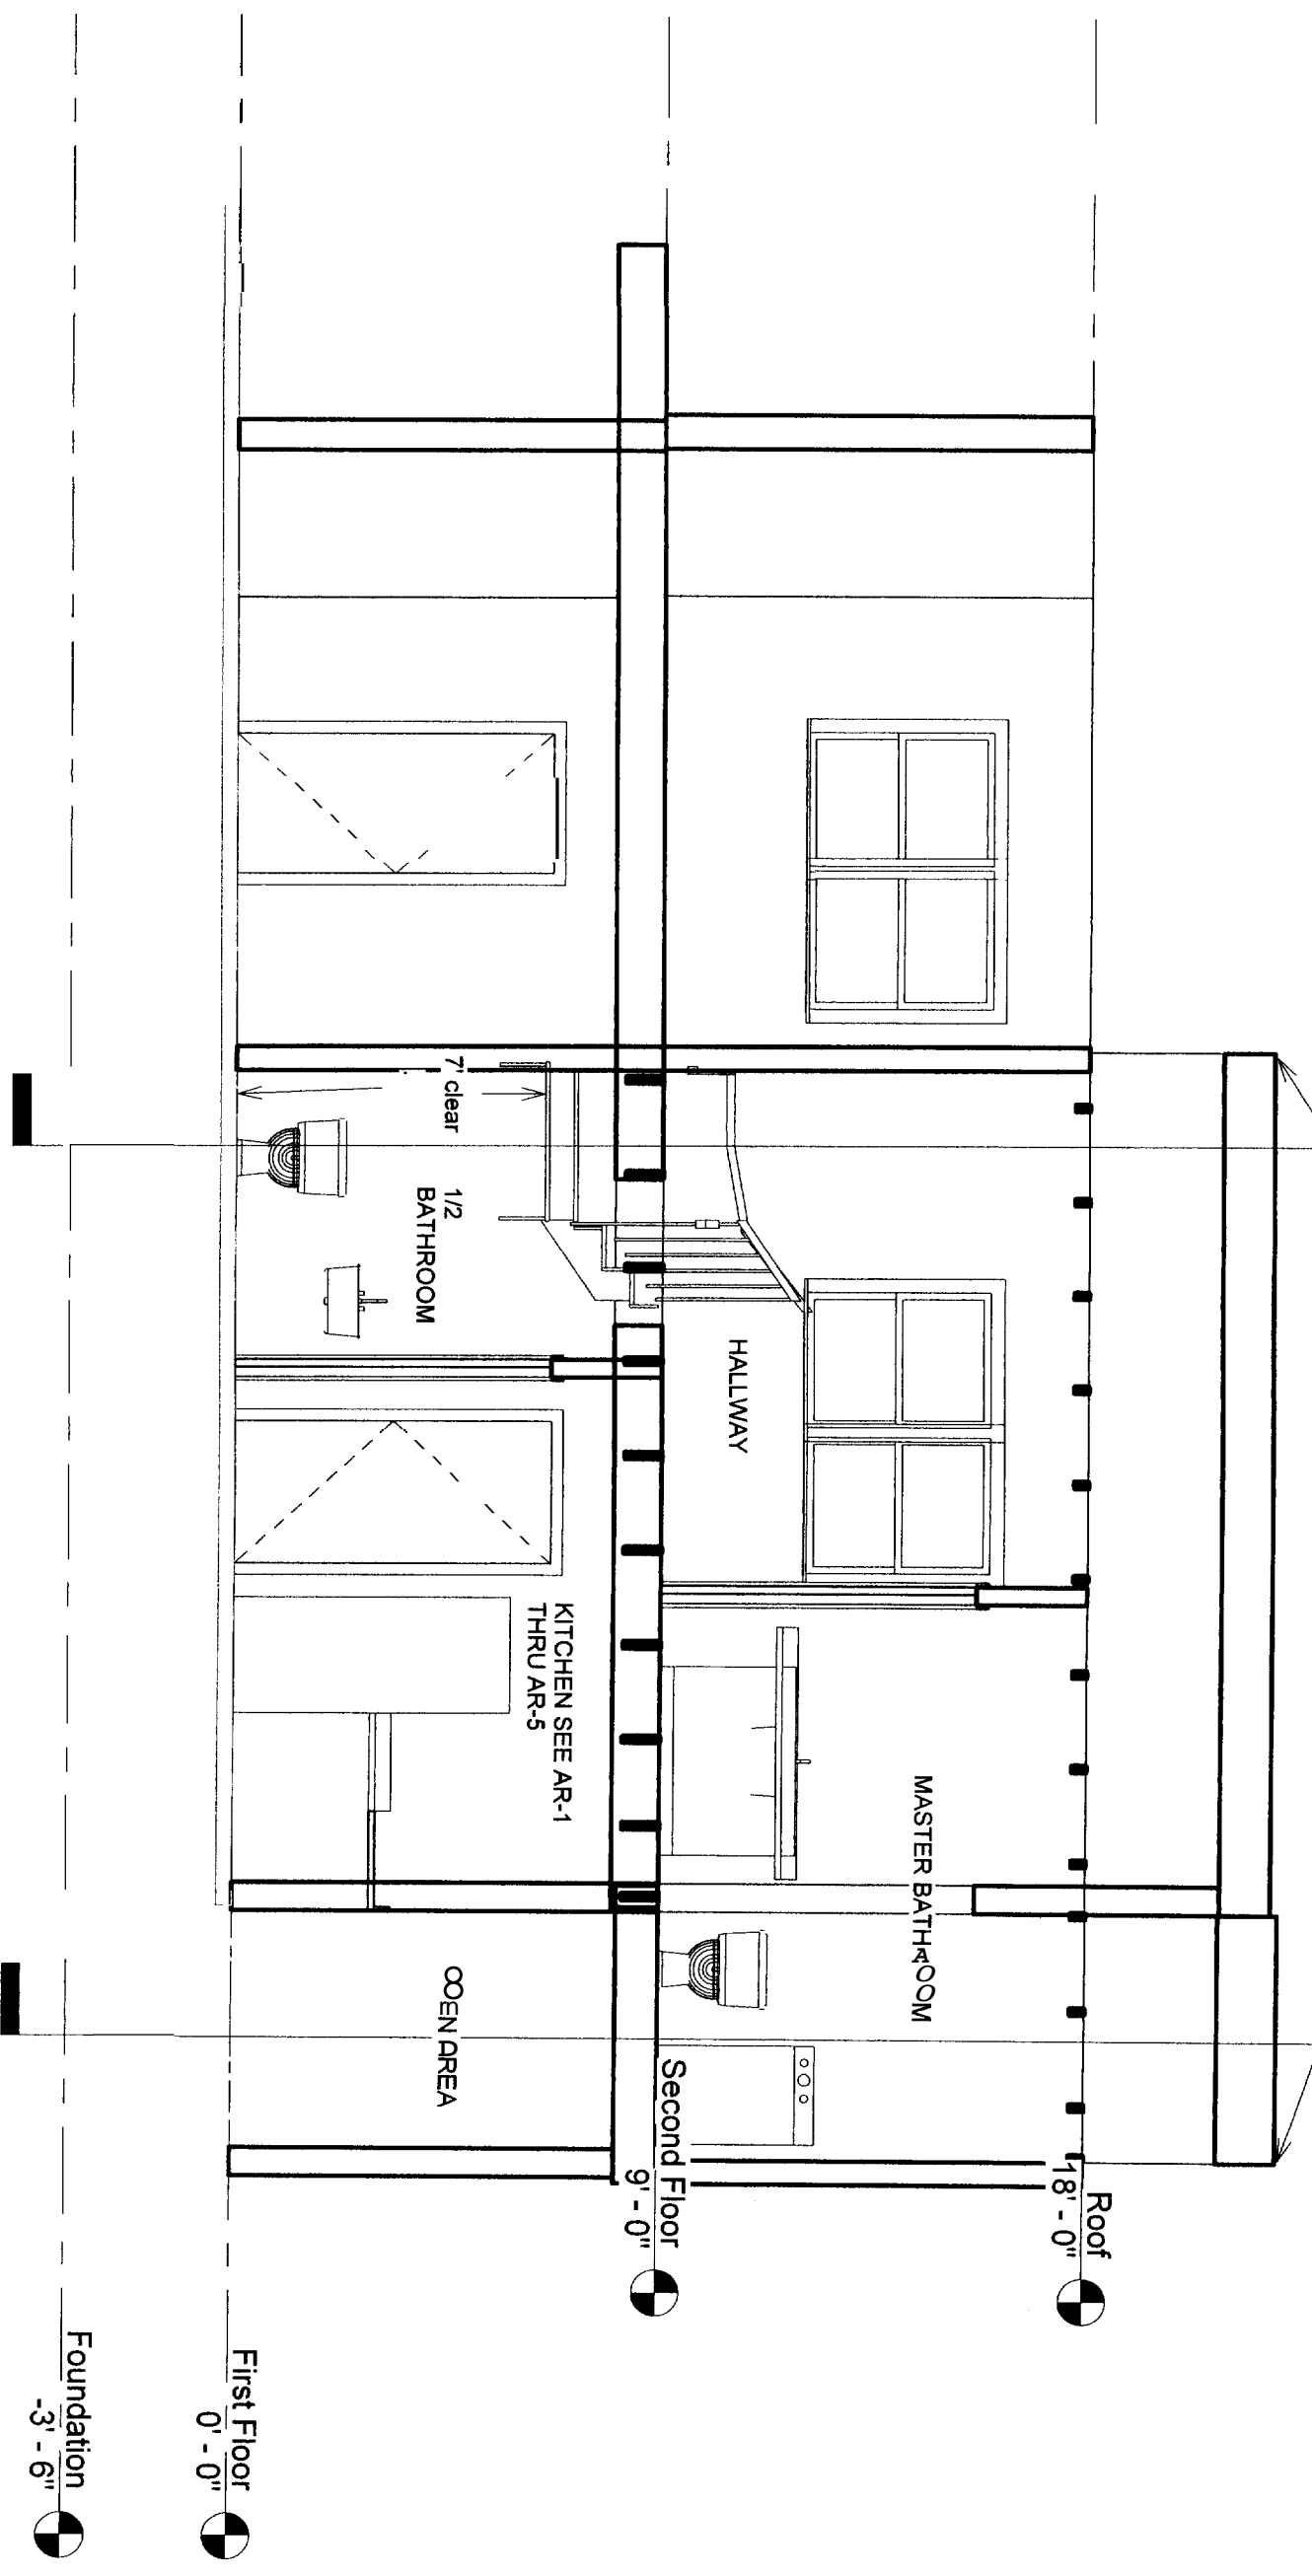 Roof
18' - 0"
MASTER BATHROOM
HALLWAY
Second Floor
9' - 0"
KITCHEN SEE AR-1
THRU AR-5
7' clear
1/2
BATHROOM
OOEN AREA
First Floor
0' - 0"
Foundation
-3' - 6"